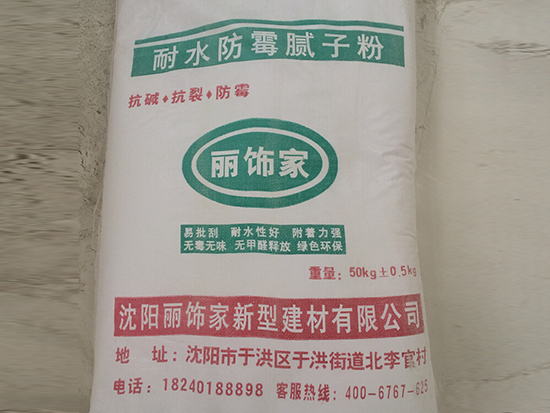 耐水防霉腻子粉
抗碱♦抗裂♦防霉
丽饰家
易批刮 耐水性好 附着力强
无毒无味 无甲醛释放 绿色环保
重量：50kg±0.5kg
沈阳丽饰家新型建材有限公司
地 址：沈阳市于洪区于洪街道北李官村
电话：18240188898 客服热线：400-6767-625